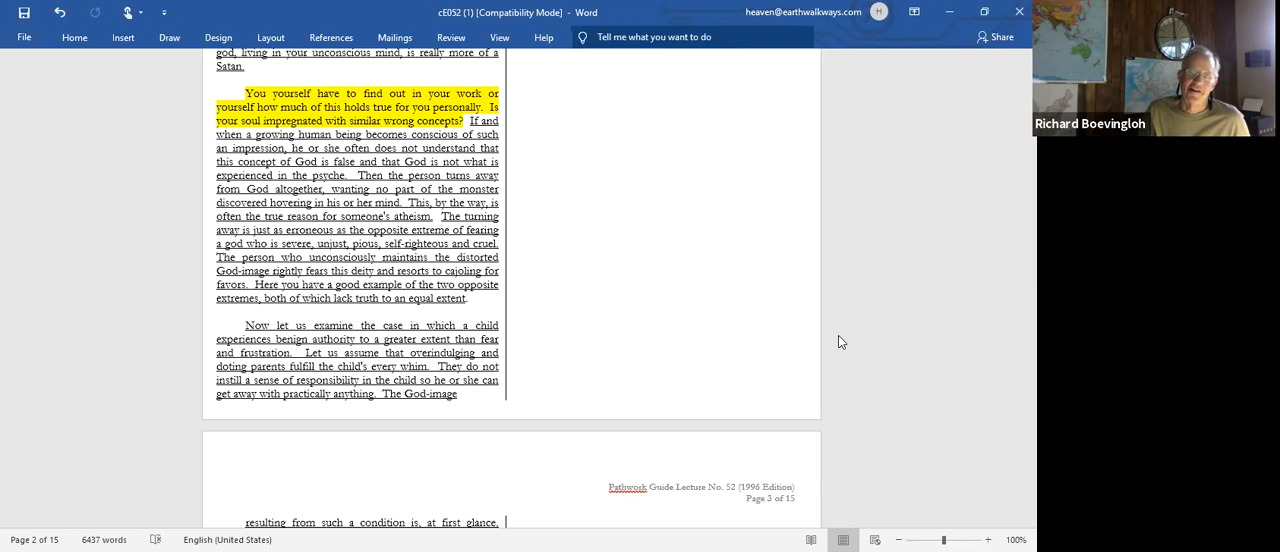 cE052 (1) [Compatibility Mode] - Word
heaven@earthwalkways.com
H
File Home Insert Draw Design Layout References Mailings Review View Help Tell me what you want to do Share
god, living in your unconscious mind, is really more of a
Satan.
You yourself have to find out in your work or
yourself how much of this holds true for you personally. Is
your soul impregnated with similar wrong concepts? If and
when a growing human being becomes conscious of such
an impression, he or she often does not understand that
this concept of God is false and that God is not what is
experienced in the psyche. Then the person turns away
from God altogether, wanting no part of the monster
discovered hovering in his or her mind. This, by the way, is
often the true reason for someone's atheism. The turning
away is just as erroneous as the opposite extreme of fearing
a god who is severe, unjust, pious, self-righteous and cruel.
The person who unconsciously maintains the distorted
God-image rightly fears this deity and resorts to cajoling for
favors. Here you have a good example of the two opposite
extremes, both of which lack truth to an equal extent.
Now let us examine the case in which a child
experiences benign authority to a greater extent than fear
and frustration. Let us assume that overindulging and
doting parents fulfill the child's every whim. They do not
instill a sense of responsibility in the child so he or she can
get away with practically anything. The God-image
Pathwork Guide Lecture No. 52 (1996 Edition)
Page 3 of 15
resulting from such a condition is, at first glance,
Page 2 of 15 6437 words English (United States) 100%
Richard Boevingloh